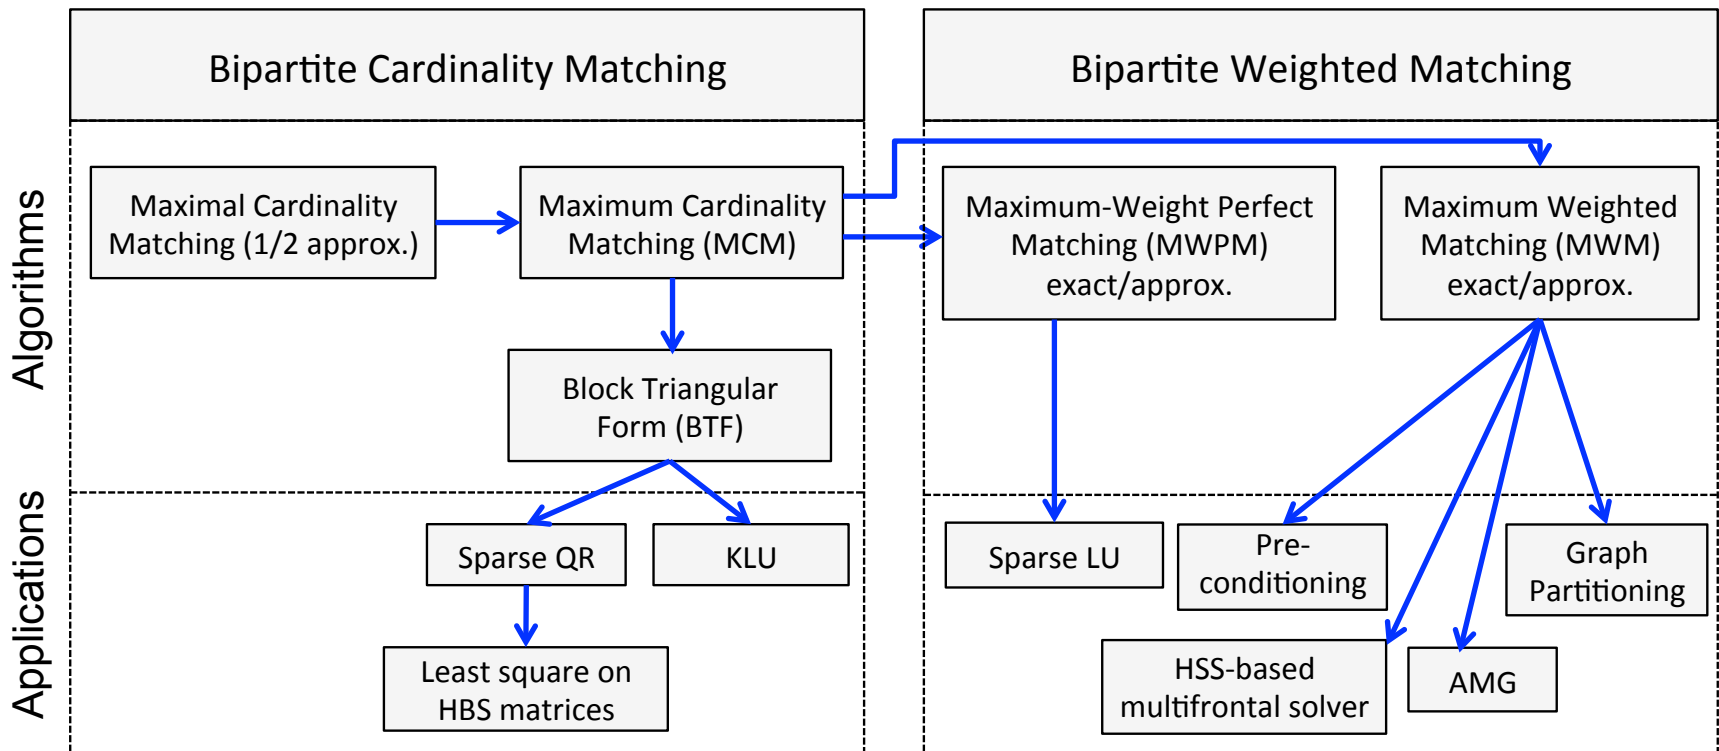 Bipartite Cardinality Matching
Bipartite Weighted Matching
Algorithms
Maximal Cardinality
Matching (1/2 approx.)
Maximum Cardinality
Matching (MCM)
Maximum-Weight Perfect
Matching (MWPM)
exact/approx.
Maximum Weighted
Matching (MWM)
exact/approx.
Block Triangular
Form (BTF)
Applications
Sparse QR
KLU
Sparse LU
Pre-
conditioning
Graph
Partitioning
Least square on
HBS matrices
HSS-based
multifrontal solver
AMG